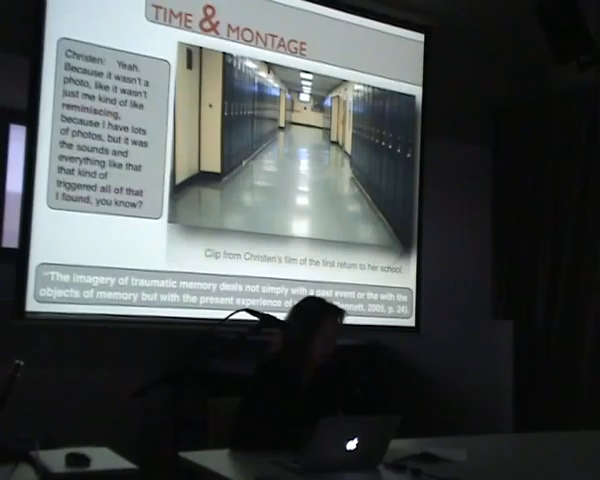 TIME & MONTAGE
Christen: Yeah.
Because it wasn't a
photo, like it wasn't
just me kind of like
reminiscing,
because I have lots
of photos, but it was
the sounds and
everything like that
that kind of
triggered all of that
I found, you know?
Clip from Christen's film of the first return to her school.
"The imagery of traumatic memory deals not simply with a past event or the with the
objects of memory but with the present experience of nnett, 2005, p. 24)